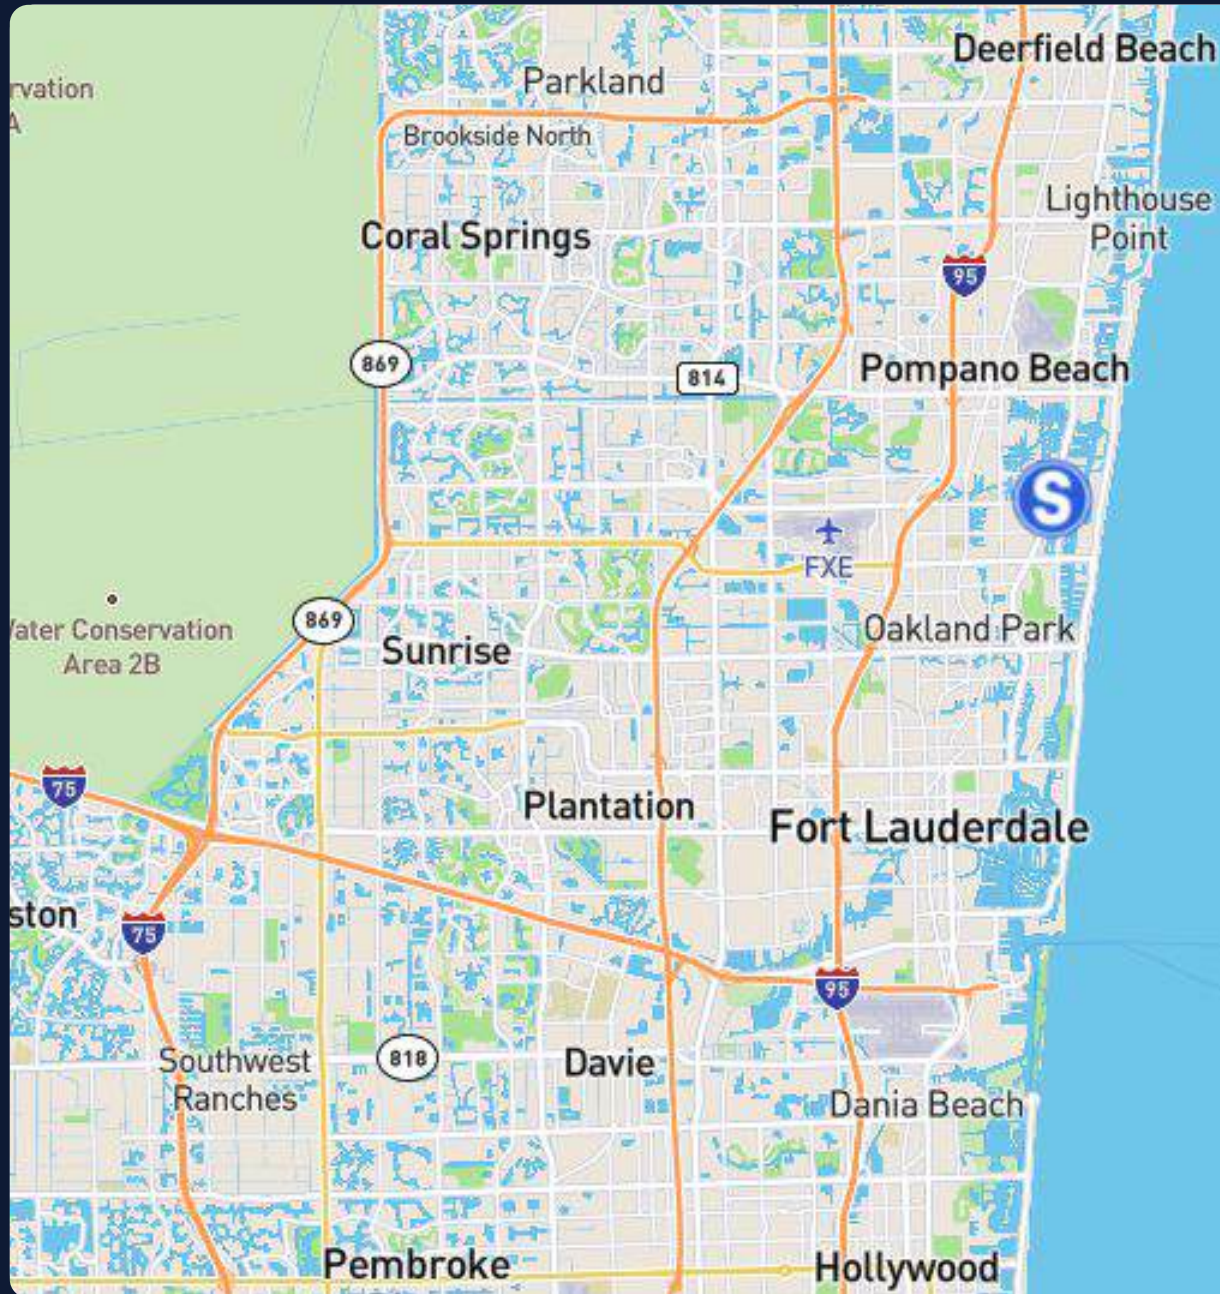 Deerfield Beach
Parkland
rvation
A
Brookside North
Lighthouse
Point
Coral Springs
95
869
814
Pompano Beach
S
FXE
869
Oakland Park
Water Conservation
Area 2B
Sunrise
75
Plantation
Fort Lauderdale
ston
75
95
818
Southwest
Ranches
Davie
Dania Beach
Pembroke
Hollywood